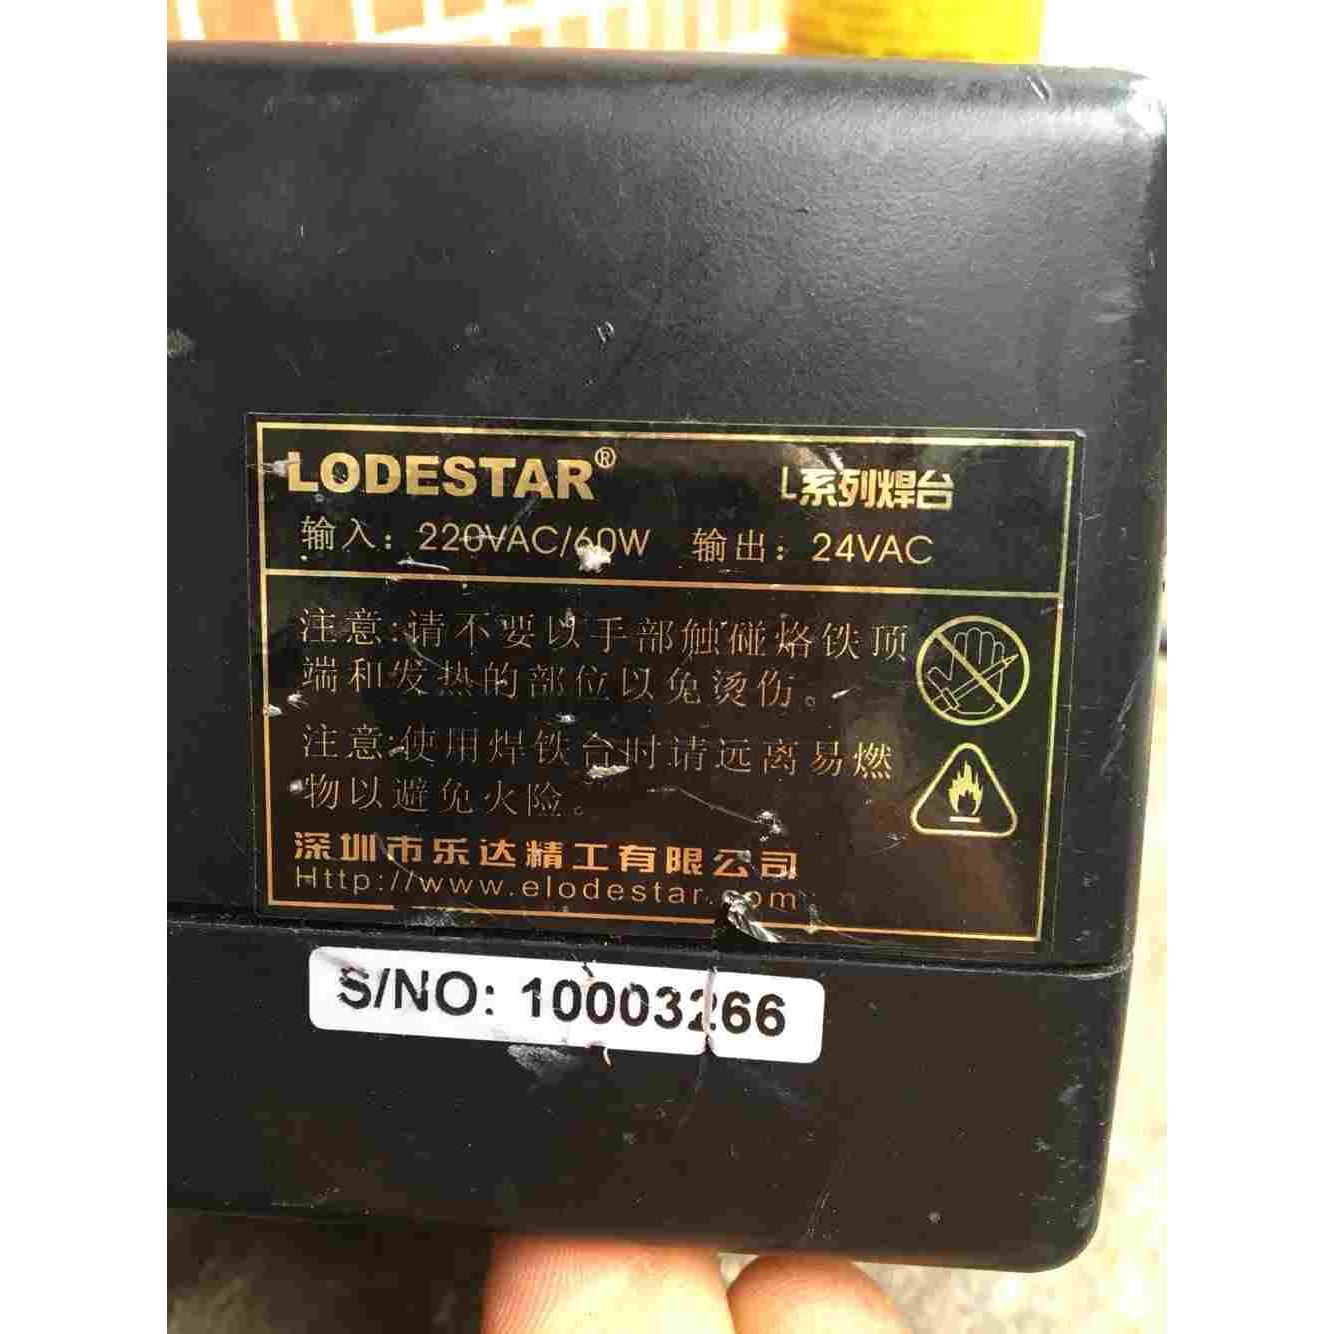 LODESTAR® L系列焊台
输入：220VAC/60W 输出：24VAC
注意:请不要以手部触碰烙铁顶
端和发热的部位以免烫伤。
注意:使用焊铁台时请远离易燃
物以避免火险。
深圳市乐达精工有限公司
Http://www.elodestar.com
S/NO: 10003266